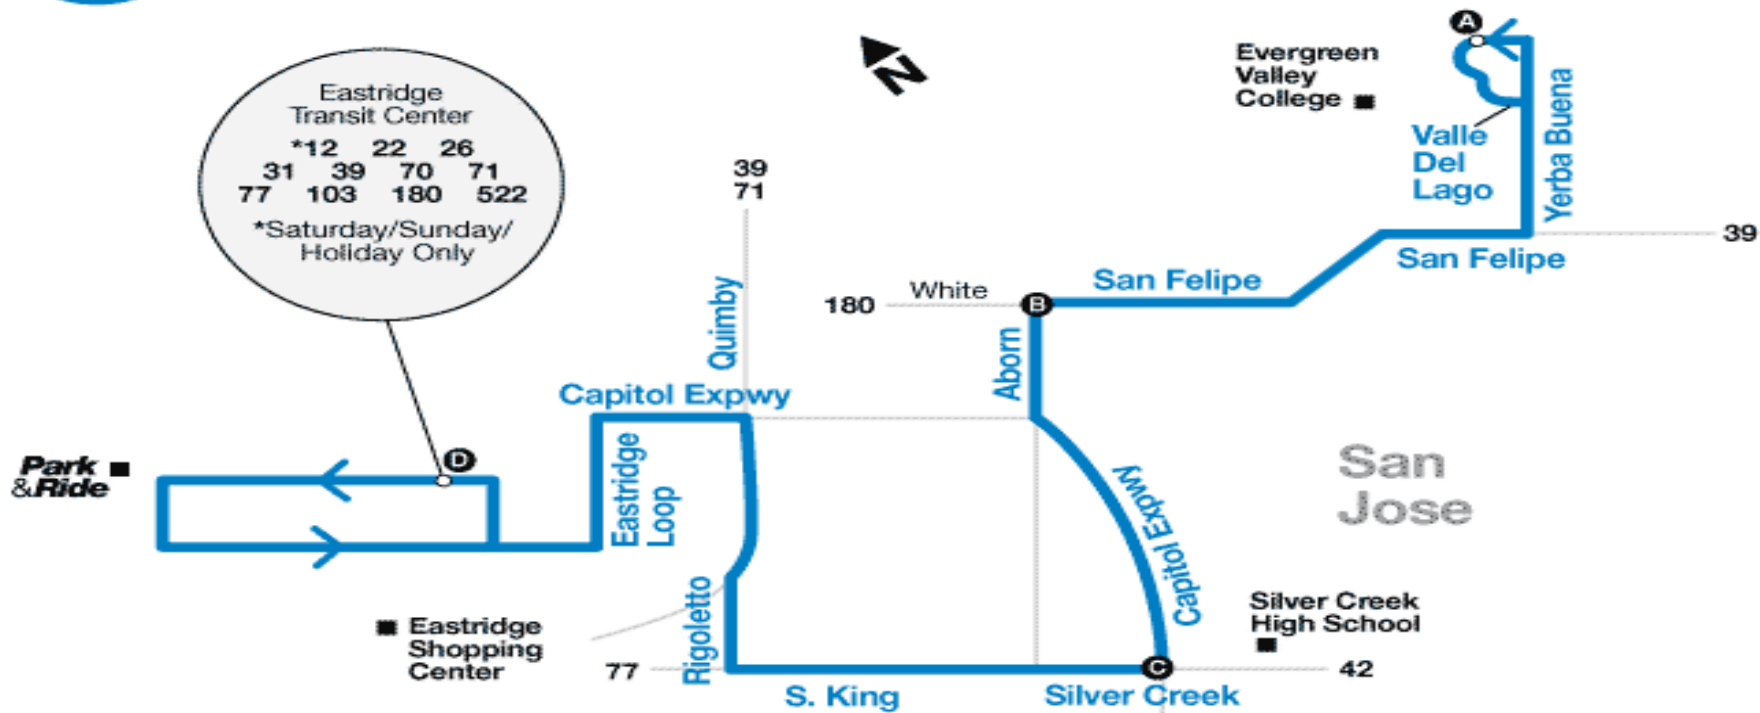 Eastridge
Transit Center
*12 22 26
31 39 70 71
77 103 180 522
*Saturday/Sunday/
Holiday Only
N
A
Evergreen
Valley
College
Valle
Del
Lago
Yerba Buena
39
71
39
San Felipe
San Felipe
180
White
B
Quimby
Aborn
Capitol Expwy
Park
&Ride
D
Eastridge
Loop
Capitol Expwy
San
Jose
Eastridge
Shopping
Center
Rigoletto
Silver Creek
High School
77
C
42
S. King
Silver Creek